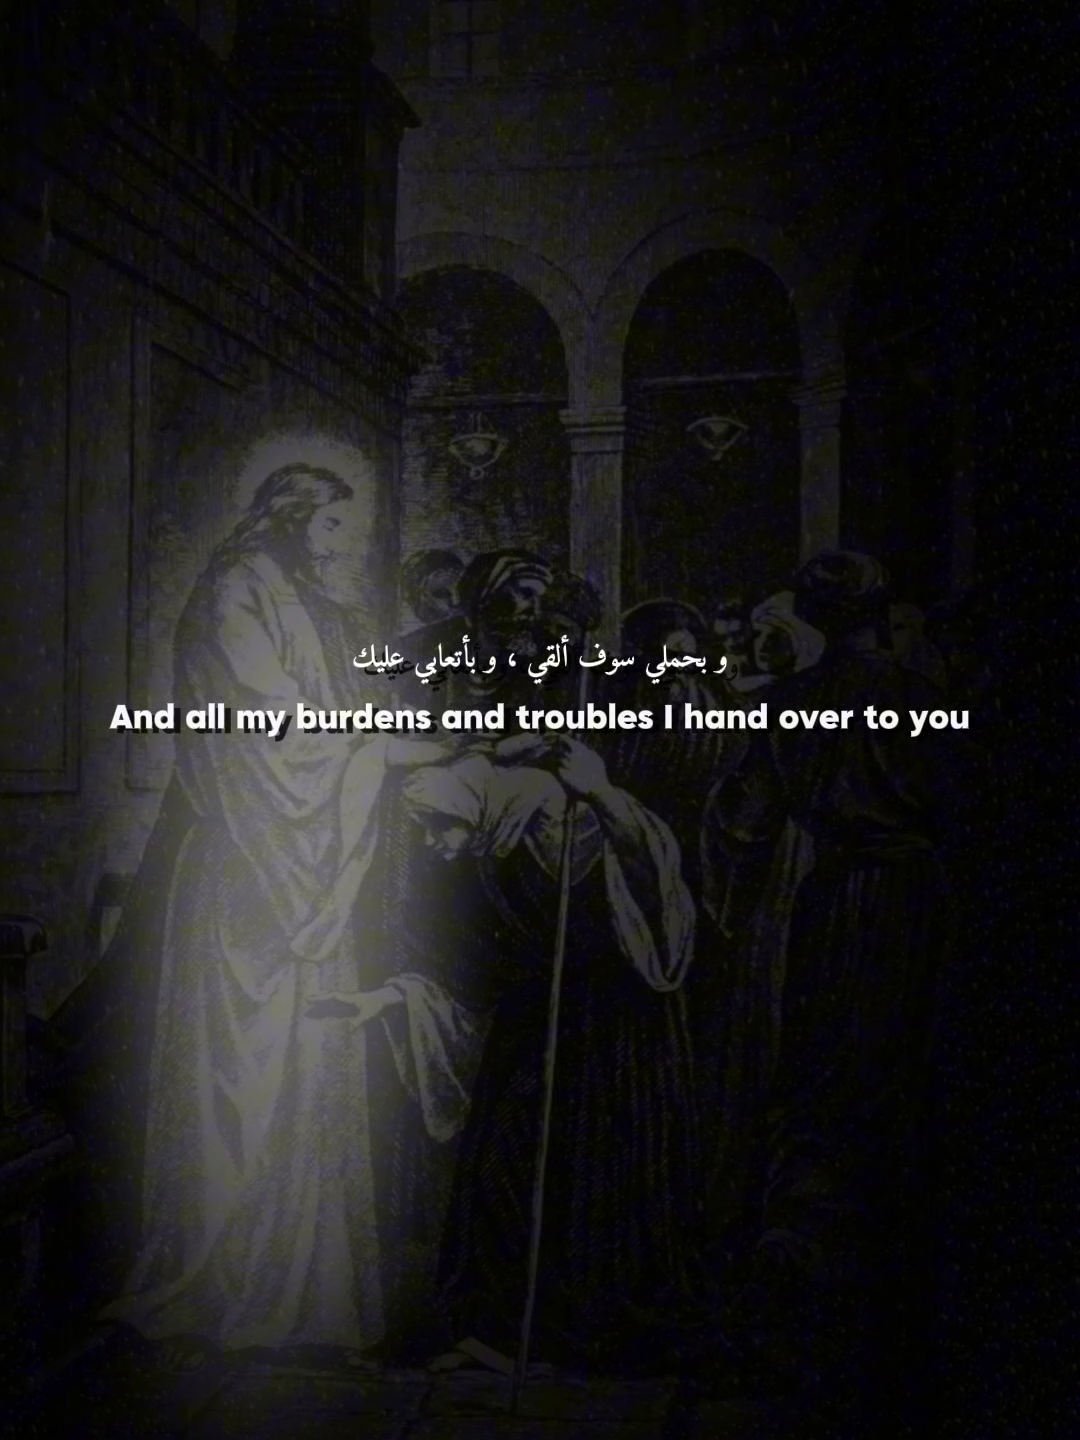 و بحملي سوف ألقي ، و بأتعابي عليك
And all my burdens and troubles I hand over to you